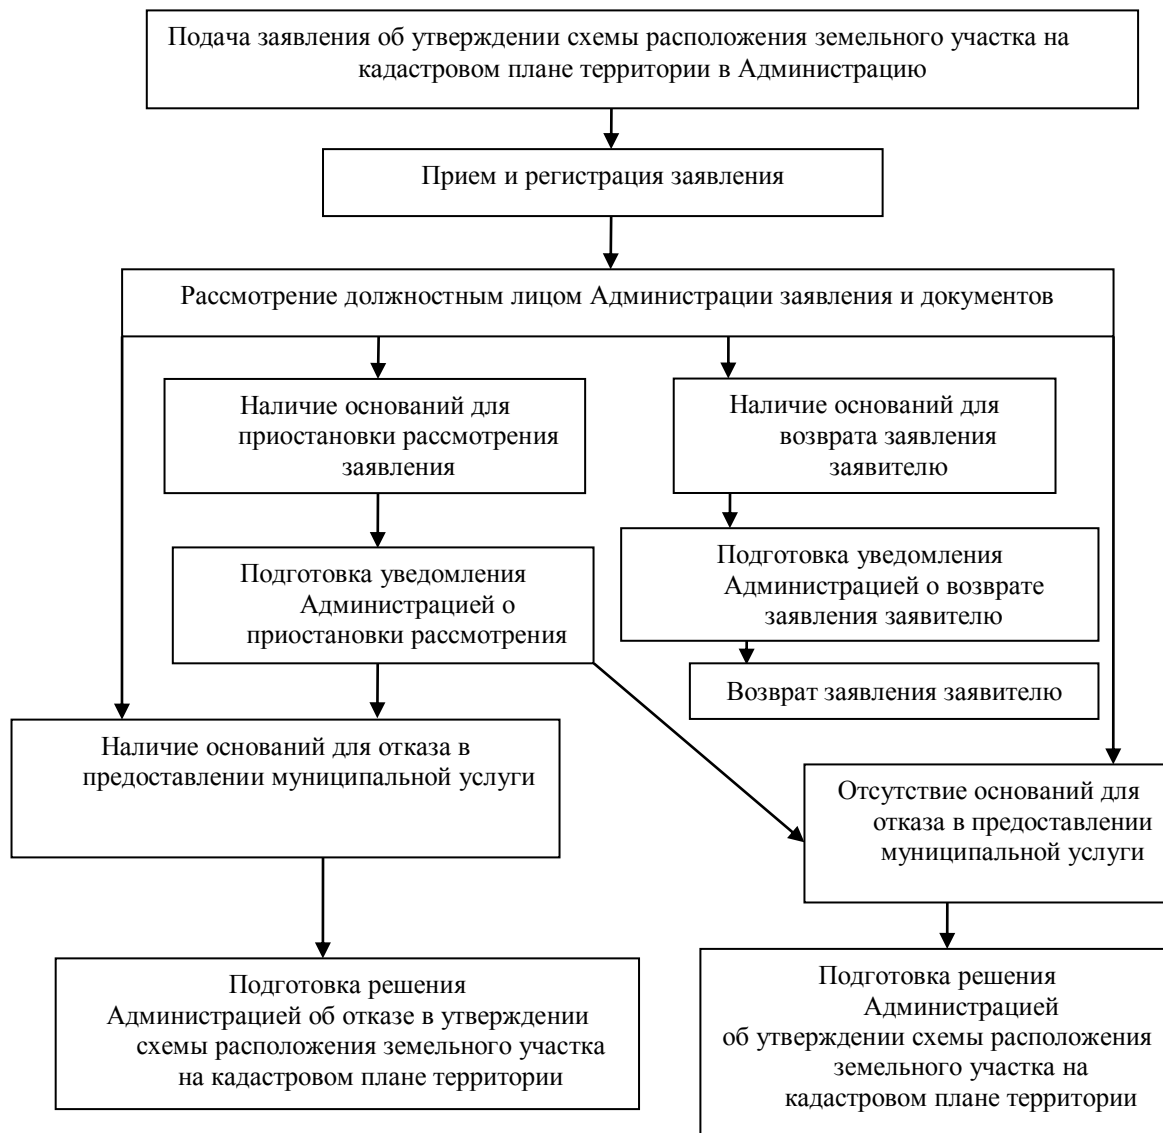 Подача заявления об утверждении схемы расположения земельного участка на
кадастровом плане территории в Администрацию
Прием и регистрация заявления
Рассмотрение должностным лицом Администрации заявления и документов
Наличие оснований для
приостановки рассмотрения
заявления
Наличие оснований для
возврата заявления
заявителю
Подготовка уведомления
Администрацией о
приостановки рассмотрения
Подготовка уведомления
Администрацией о возврате
заявления заявителю
Возврат заявления заявителю
Наличие оснований для отказа в
предоставлении муниципальной услуги
Отсутствие оснований для
отказа в предоставлении
муниципальной услуги
Подготовка решения
Администрацией об отказе в утверждении
схемы расположения земельного участка
на кадастровом плане территории
Подготовка решения
Администрацией
об утверждении схемы расположения
земельного участка на
кадастровом плане территории